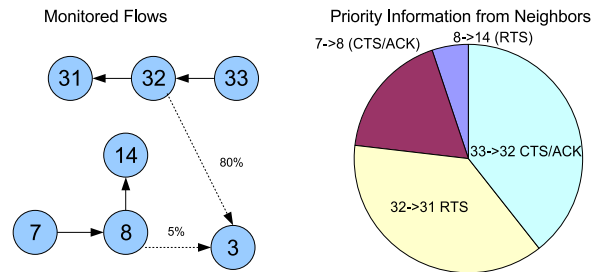 Monitored Flows
31
32
33
14
80%
7
8
5%
3
Priority Information from Neighbors
8->14 (RTS)
7->8 (CTS/ACK)
33->32 CTS/ACK
32->31 RTS